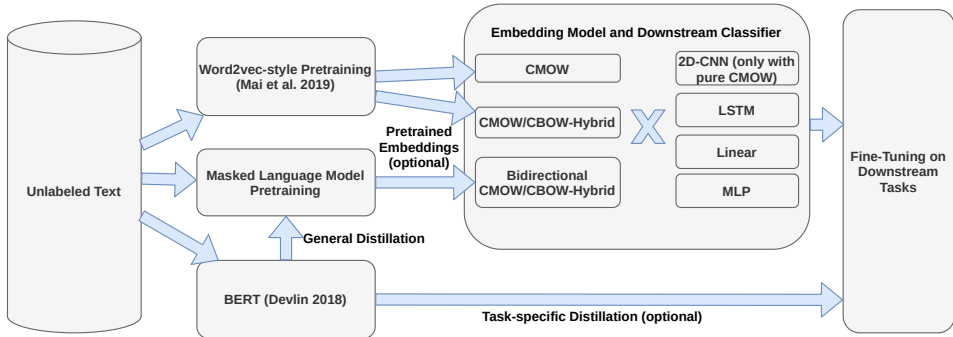 Unlabeled Text
Word2vec-style Pretraining
(Mai et al. 2019)
Masked Language Model
Pretraining
General Distillation
BERT (Devlin 2018)
Pretrained
Embeddings
(optional)
Embedding Model and Downstream Classifier
CMOW
CMOW/CBOW-Hybrid
Bidirectional
CMOW/CBOW-Hybrid
X
2D-CNN (only with
pure CMOW)
LSTM
Linear
MLP
Task-specific Distillation (optional)
Fine-Tuning on
Downstream
Tasks